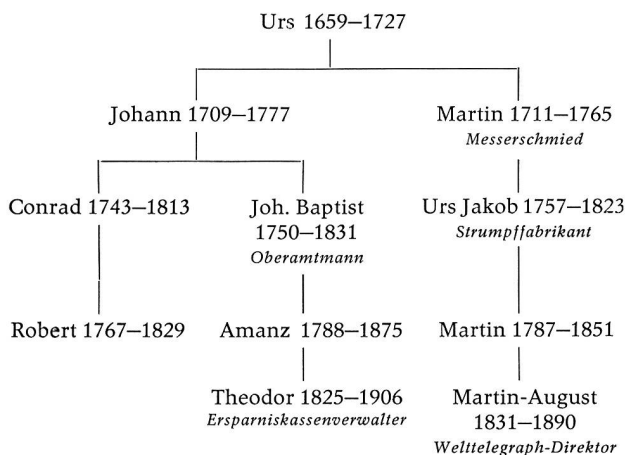 Urs 1659–1727
Johann 1709–1777
Martin 1711–1765
Messerschmied
Conrad 1743–1813
Joh. Baptist
1750–1831
Oberamtmann
Urs Jakob 1757–1823
Strumpffabrikant
Robert 1767–1829
Amanz 1788–1875
Martin 1787–1851
Theodor 1825–1906
Ersparniskassenverwalter
Martin-August
1831–1890
Welttelegraph-Direktor